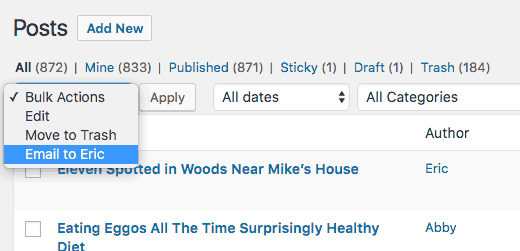 Posts Add New
All (872) | Mine (833) | Published (871) | Sticky (1) | Draft (1) | Trash (184)
✓ Bulk Actions
Edit
Move to Trash
Email to Eric
Apply
All dates
All Categories
Author
Eleven Spotted in Woods Near Mike's House
Eric
Eating Eggos All The Time Surprisingly Healthy
Diet
Abby